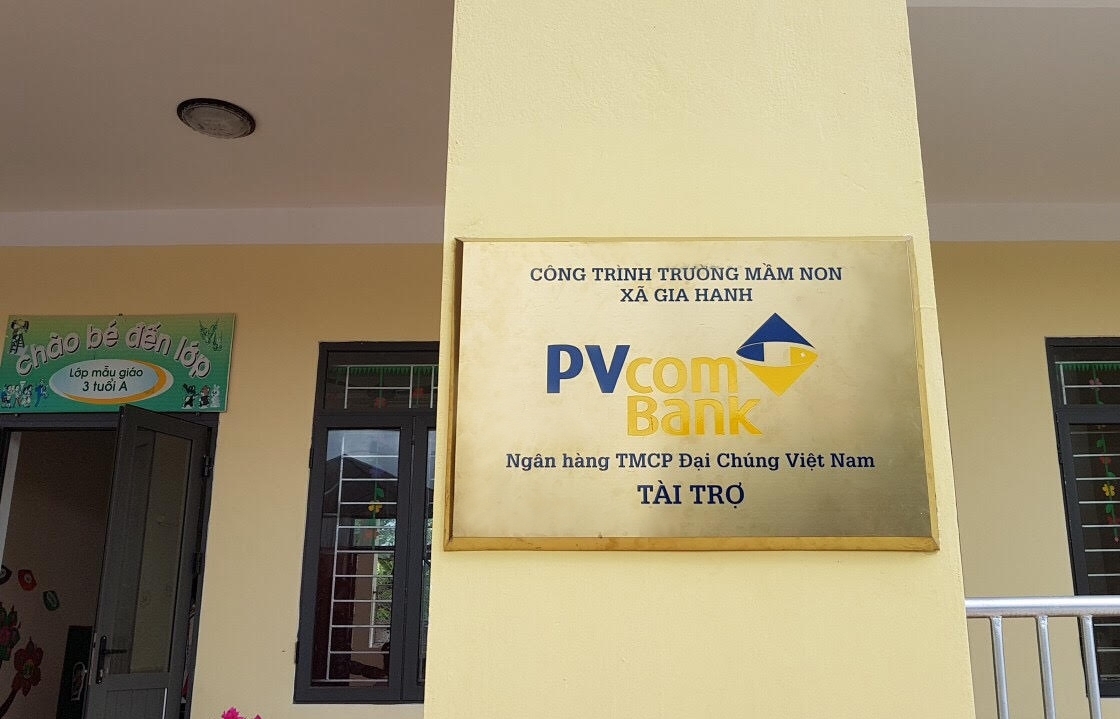 chào bé đến lớp
Lớp mẫu giáo
3 tuổi A
CÔNG TRÌNH TRƯỜNG MẦM NON
XÃ GIA HANH
PVcom
Bank
Ngân hàng TMCP Đại Chúng Việt Nam
TÀI TRỢ